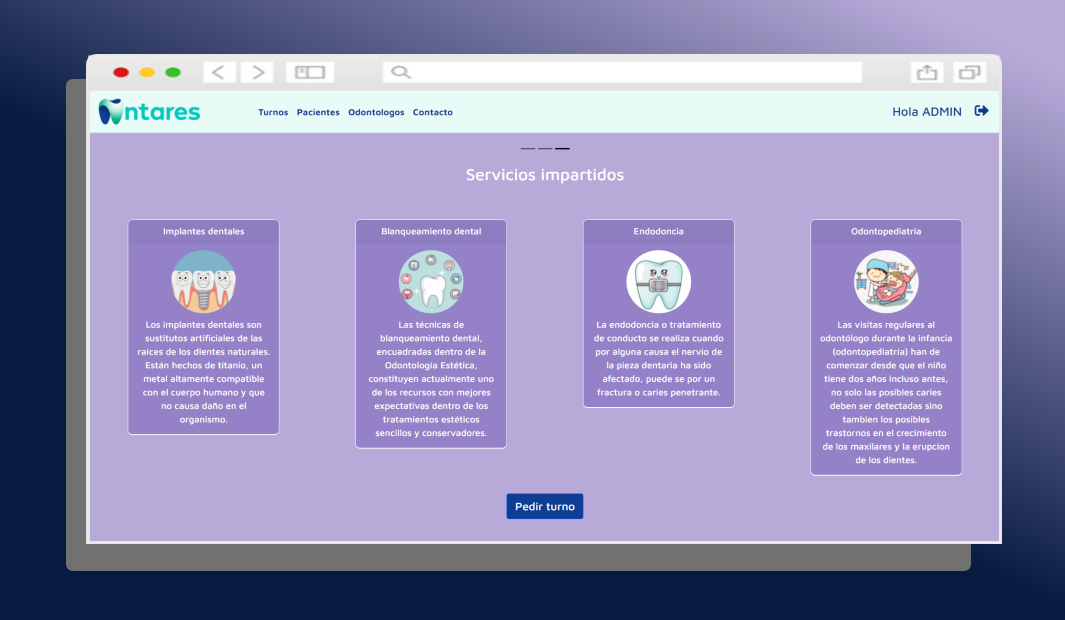 ntares
Turnos Pacientes Odontologos Contacto
Hola ADMIN
Servicios impartidos
Implantes dentales
Los implantes dentales son
sustitutos artificiales de las
raíces de los dientes naturales.
Están hechos de titanio, un
metal altamente compatible
con el cuerpo humano y que
no causa daño en el
organismo.
Blanqueamiento dental
Las técnicas de
blanqueamiento dental,
encuadradas dentro de la
Odontología Estética,
constituyen actualmente uno
de los recursos con mejores
expectativas dentro de los
tratamientos estéticos
sencillos y conservadores.
Endodoncia
La endodoncia o tratamiento
de conducto se realiza cuando
por alguna causa el nervio de
la pieza dentaria ha sido
afectado, puede se por un
fractura o caries penetrante.
Odontopediatria
Las visitas regulares al
odontólogo durante la infancia
(odontopediatría) han de
comenzar desde que el niño
tiene dos años incluso antes,
no solo las posibles caries
deben ser detectadas sino
tambien los posibles
trastornos en el crecimiento
de los maxilares y la erupcion
de los dientes.
Pedir turno